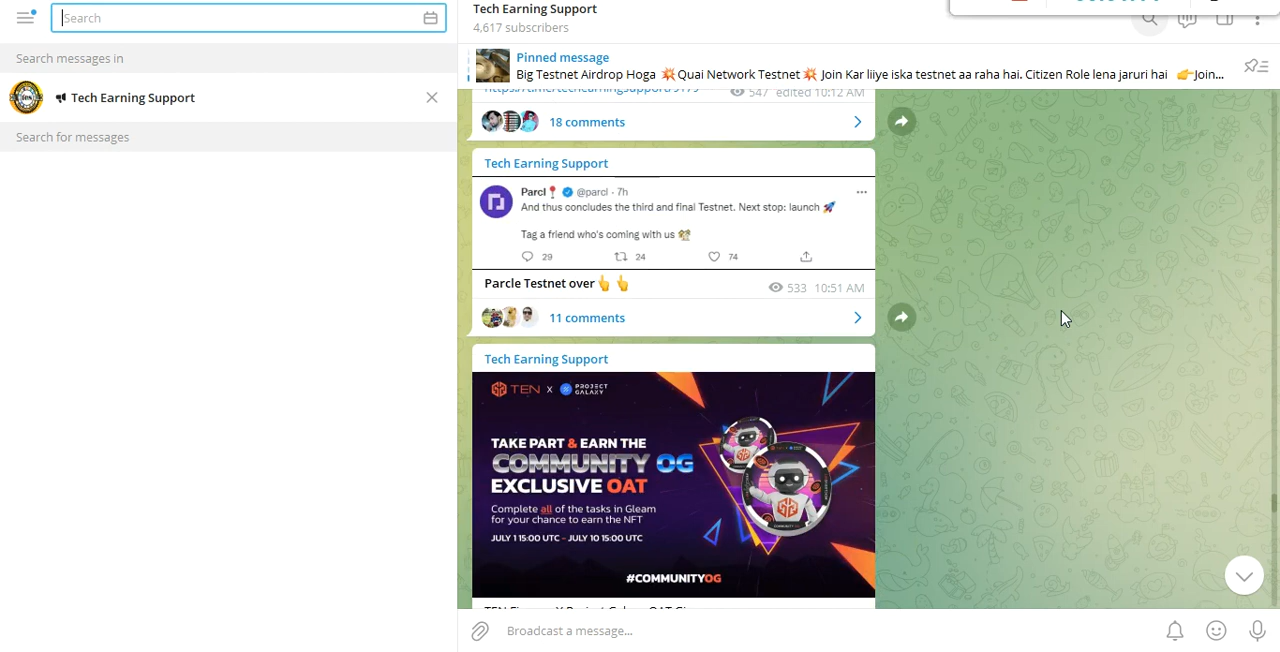 Search
Search messages in
Tech Earning Support
Search for messages
Tech Earning Support
4,617 subscribers
Pinned message
Big Testnet Airdrop Hoga 💥Quai Network Testnet 💥 Join Kar liiye iska testnet aa raha hai. Citizen Role lena jaruri hai 👉Join...
547 edited 10:12 AM
18 comments
Tech Earning Support
Parcl📍 @parcl · 7h
And thus concludes the third and final Testnet. Next stop: launch 🚀
Tag a friend who's coming with us
29 24 74
Parcle Testnet over👆👆
533 10:51 AM
11 comments
Tech Earning Support
TEN X PROJECT GALAXY
TAKE PART & EARN THE
COMMUNITY OG
EXCLUSIVE OAT
Complete all of the tasks in Gleam
for your chance to earn the NFT
JULY 1 15:00 UTC - JULY 10 15:00 UTC
#COMMUNITYOG
Broadcast a message...